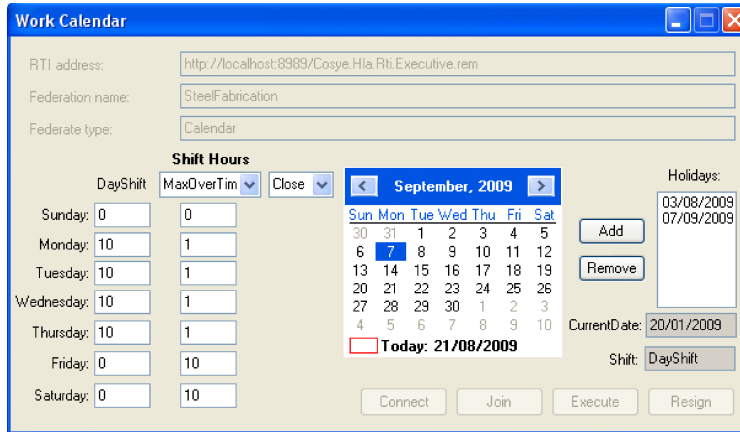 Work Calendar
RTI address: http://localhost:8989/Cosye.Hla.Rti.Executive.rem
Federation name: SteelFabrication
Federate type: Calendar
Shift Hours
DayShift MaxOverTim Close
Sunday: 0 0
Monday: 10 1
Tuesday: 10 1
Wednesday: 10 1
Thursday: 10 1
Friday: 0 10
Saturday: 0 10
September, 2009
Sun Mon Tue Wed Thu Fri Sat
30 31 1 2 3 4 5
6 7 8 9 10 11 12
13 14 15 16 17 18 19
20 21 22 23 24 25 26
27 28 29 30 1 2 3
4 5 6 7 8 9 10
Today: 21/08/2009
Add
Remove
Holidays:
03/08/2009
07/09/2009
CurrentDate: 20/01/2009
Shift: DayShift
Connect Join Execute Resign